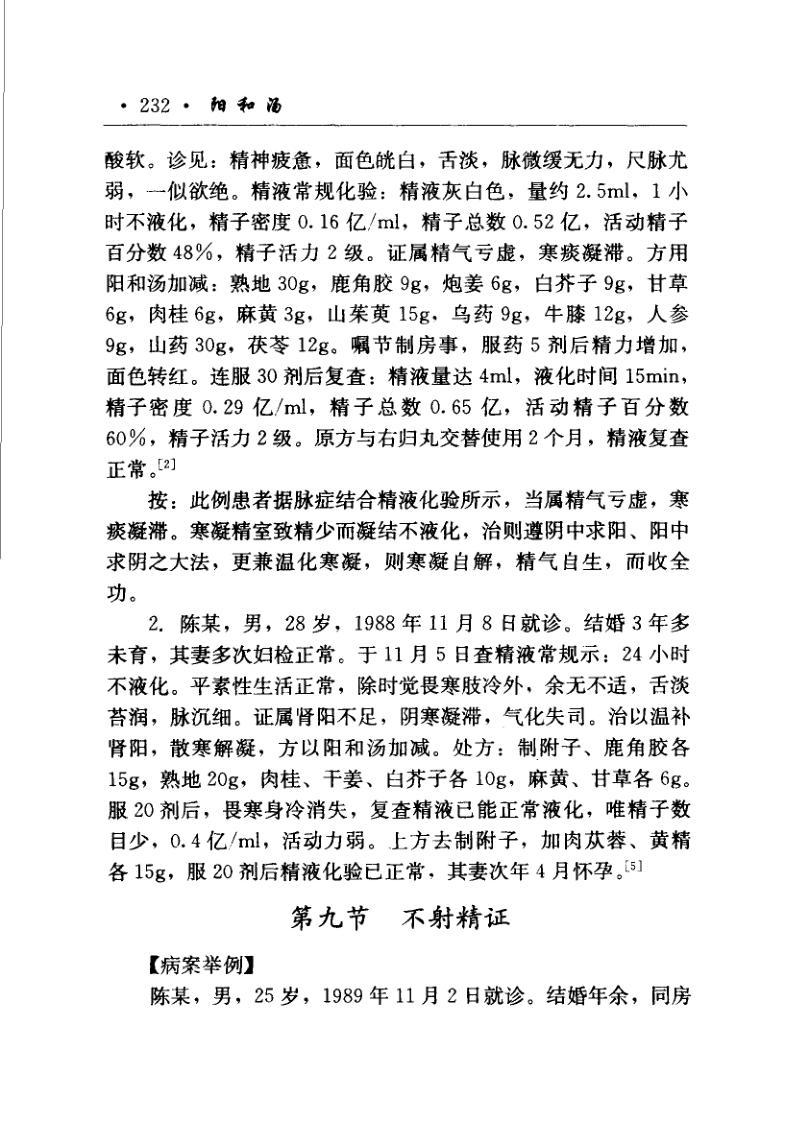 · 232 · 阳和汤
酸软。诊见：精神疲惫，面色㿠白，舌淡，脉微缓无力，尺脉尤
弱，一似欲绝。精液常规化验：精液灰白色，量约 2.5ml，1 小
时不液化，精子密度 0.16 亿/ml，精子总数 0.52 亿，活动精子
百分数 48％，精子活力 2 级。证属精气亏虚，寒痰凝滞。方用
阳和汤加减：熟地 30g，鹿角胶 9g，炮姜 6g，白芥子 9g，甘草
6g，肉桂 6g，麻黄 3g，山茱萸 15g，乌药 9g，牛膝 12g，人参
9g，山药 30g，茯苓 12g。嘱节制房事，服药 5 剂后精力增加，
面色转红。连服 30 剂后复查：精液量达 4ml，液化时间 15min，
精子密度 0.29 亿/ml，精子总数 0.65 亿，活动精子百分数
60％，精子活力 2 级。原方与右归丸交替使用 2 个月，精液复查
正常。[2]
按：此例患者据脉症结合精液化验所示，当属精气亏虚，寒
痰凝滞。寒凝精室致精少而凝结不液化，治则遵阴中求阳、阳中
求阴之大法，更兼温化寒凝，则寒凝自解，精气自生，而收全
功。
2. 陈某，男，28 岁，1988 年 11 月 8 日就诊。结婚 3 年多
未育，其妻多次妇检正常。于 11 月 5 日查精液常规示：24 小时
不液化。平素性生活正常，除时觉畏寒肢冷外，余无不适，舌淡
苔润，脉沉细。证属肾阳不足，阴寒凝滞，气化失司。治以温补
肾阳，散寒解凝，方以阳和汤加减。处方：制附子、鹿角胶各
15g，熟地 20g，肉桂、干姜、白芥子各 10g，麻黄、甘草各 6g。
服 20 剂后，畏寒身冷消失，复查精液已能正常液化，唯精子数
目少，0.4 亿/ml，活动力弱。上方去制附子，加肉苁蓉、黄精
各 15g，服 20 剂后精液化验已正常，其妻次年 4 月怀孕。[5]
第九节　不射精证
【病案举例】
陈某，男，25 岁，1989 年 11 月 2 日就诊。结婚年余，同房